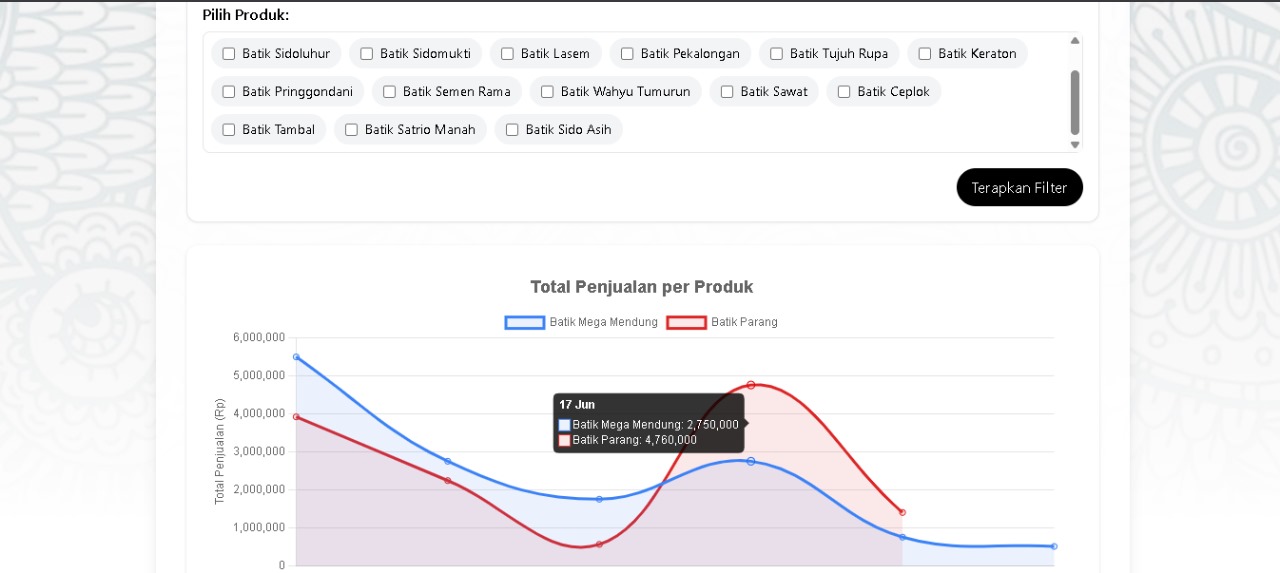 Pilih Produk:
Batik Sidoluhur Batik Sidomukti Batik Lasem Batik Pekalongan Batik Tujuh Rupa Batik Keraton
Batik Pringgondani Batik Semen Rama Batik Wahyu Tumurun Batik Sawat Batik Ceplok
Batik Tambal Batik Satrio Manah Batik Sido Asih
Terapkan Filter
Total Penjualan per Produk
Batik Mega Mendung Batik Parang
Total Penjualan (Rp)
6,000,000
5,000,000
4,000,000
3,000,000
2,000,000
1,000,000
0
17 Jun
Batik Mega Mendung: 2,750,000
Batik Parang: 4,760,000